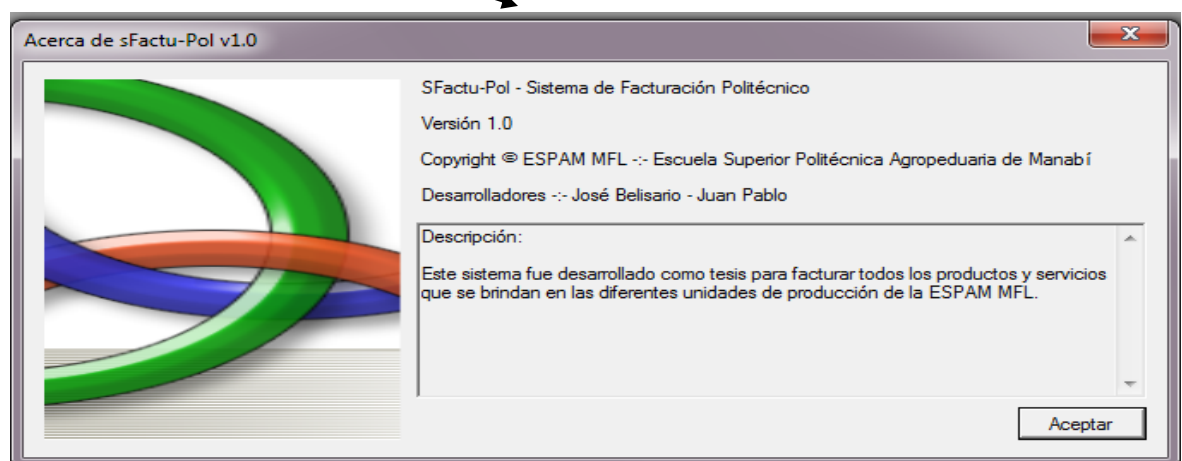 Acerca de sFactu-Pol v1.0
SFactu-Pol - Sistema de Facturación Politécnico
Versión 1.0
Copyright © ESPAM MFL -:- Escuela Superior Politécnica Agropeduaria de Manabí
Desarrolladores -:- José Belisario - Juan Pablo
Descripción:
Este sistema fue desarrollado como tesis para facturar todos los productos y servicios
que se brindan en las diferentes unidades de producción de la ESPAM MFL.
Aceptar